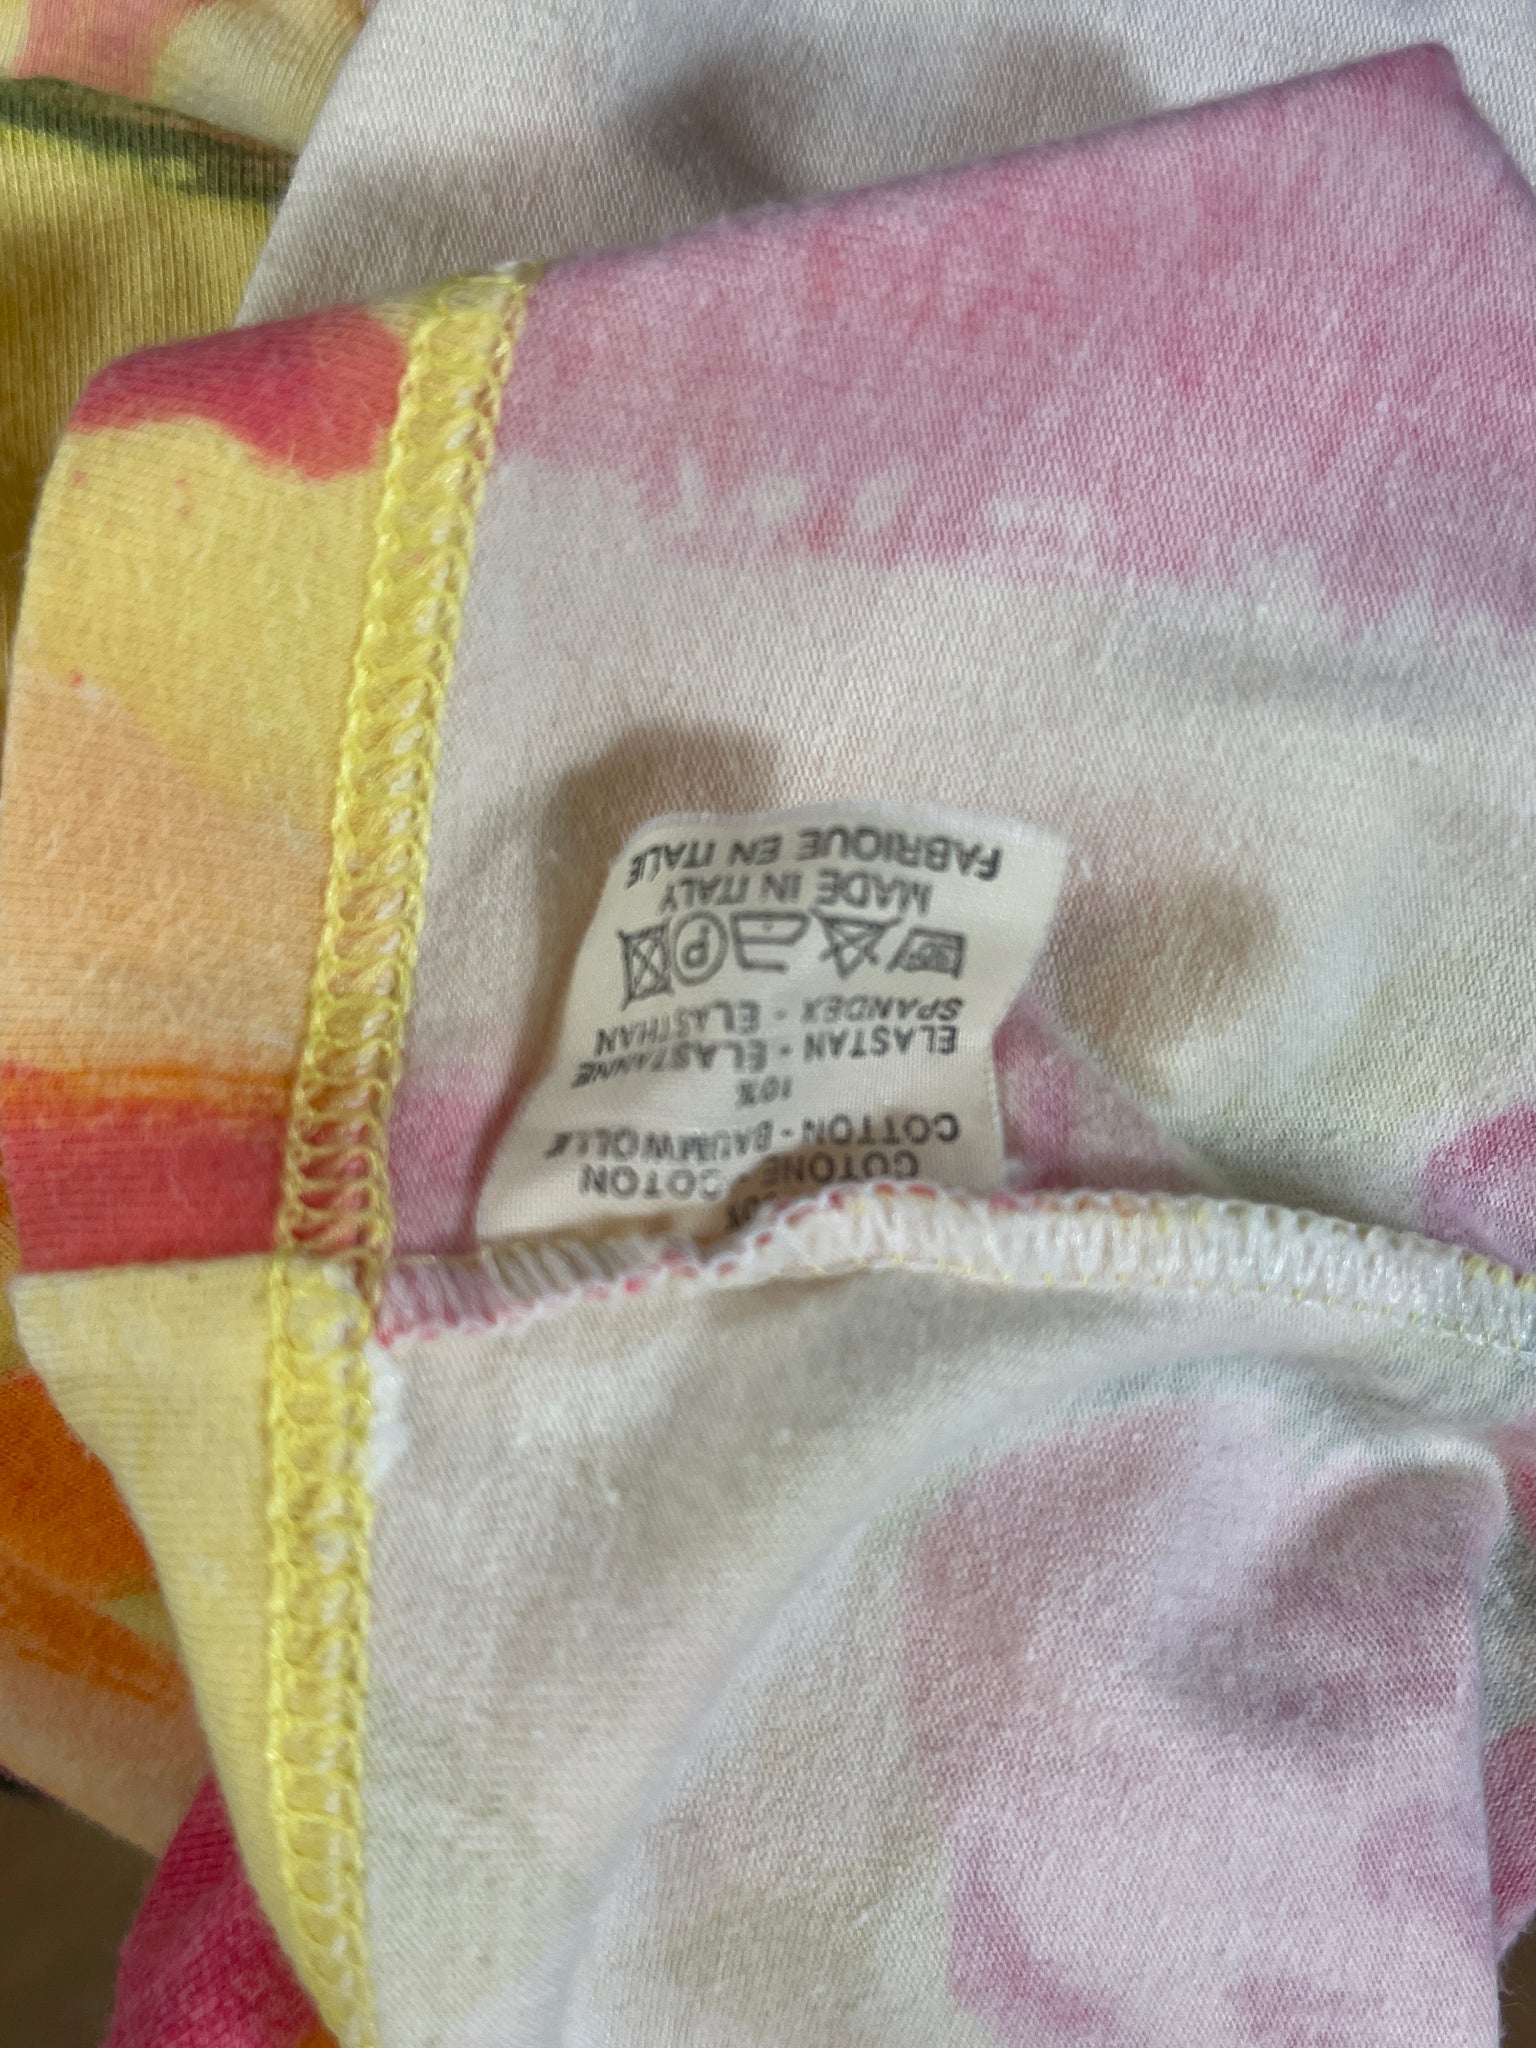 COTONE - COTON
COTTON - BAUMWOLLE
10%
ELASTAN - ELASTANNE
SPANDEX - ELASTHAN
MADE IN ITALY
FABRIQUE EN ITALIE